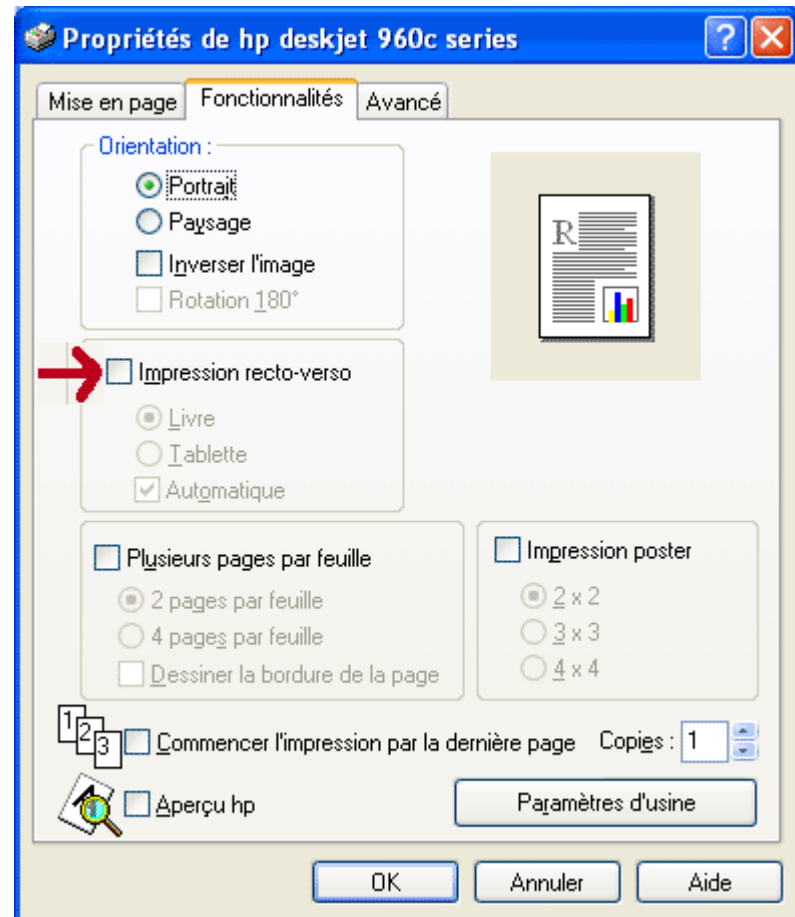 Propriétés de hp deskjet 960c series
Mise en page Fonctionnalités Avancé
Orientation :
Portrait
Paysage
Inverser l'image
Rotation 180°
R
Impression recto-verso
Livre
Tablette
Automatique
Plusieurs pages par feuille
2 pages par feuille
4 pages par feuille
Dessiner la bordure de la page
Impression poster
2 x 2
3 x 3
4 x 4
1 2 3
Commencer l'impression par la dernière page Copies : 1
Aperçu hp
Paramètres d'usine
OK Annuler Aide